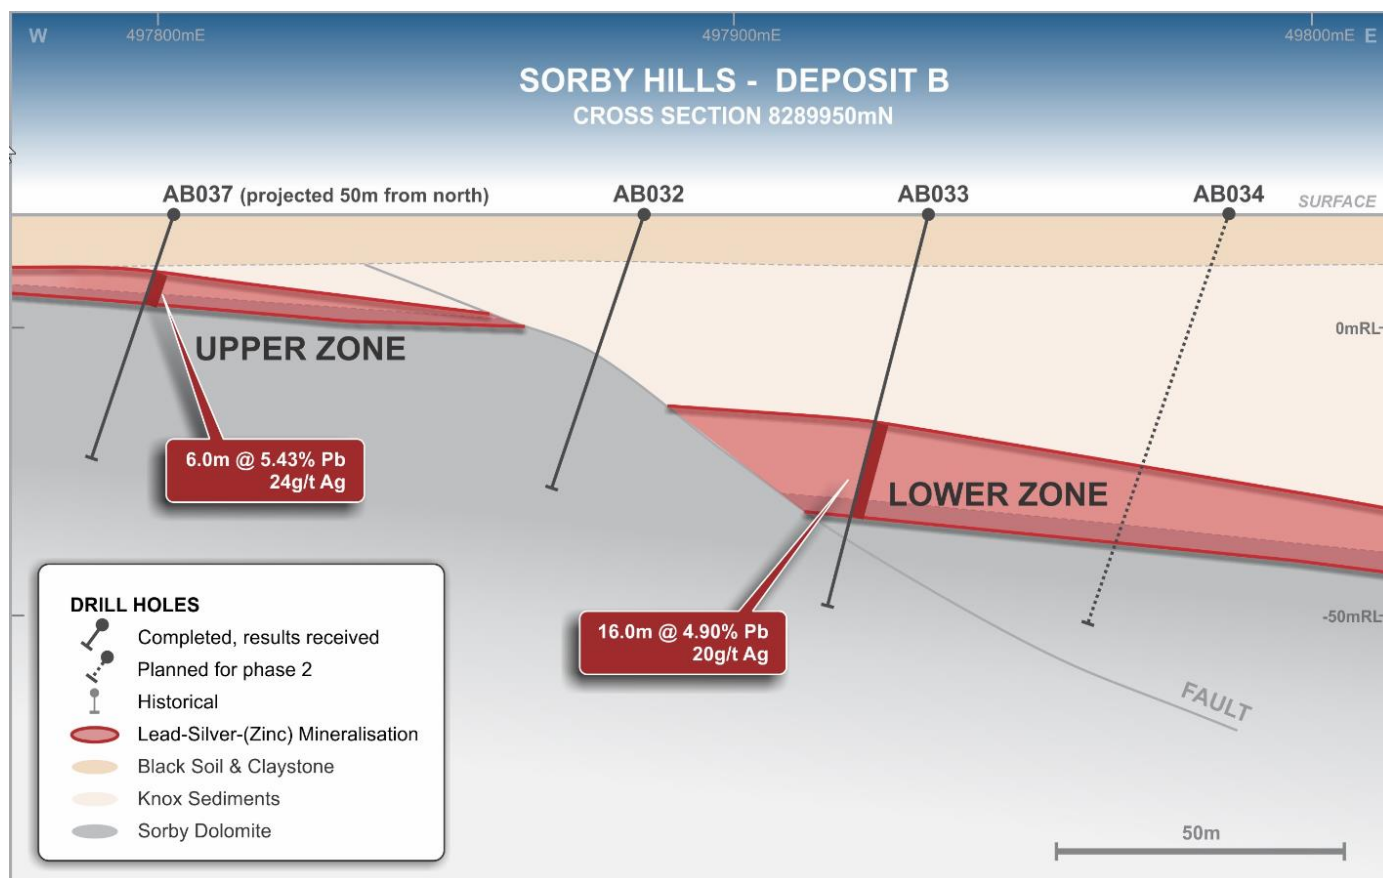 W
497800mE
497900mE
49800mE E
SORBY HILLS - DEPOSIT B
CROSS SECTION 8289950mN
AB037 (projected 50m from north)
AB032
AB033
AB034
SURFACE
0mRL
UPPER ZONE
6.0m @ 5.43% Pb
24g/t Ag
LOWER ZONE
16.0m @ 4.90% Pb
20g/t Ag
-50mRL
FAULT
DRILL HOLES
Completed, results received
Planned for phase 2
Historical
Lead-Silver-(Zinc) Mineralisation
Black Soil & Claystone
Knox Sediments
Sorby Dolomite
50m